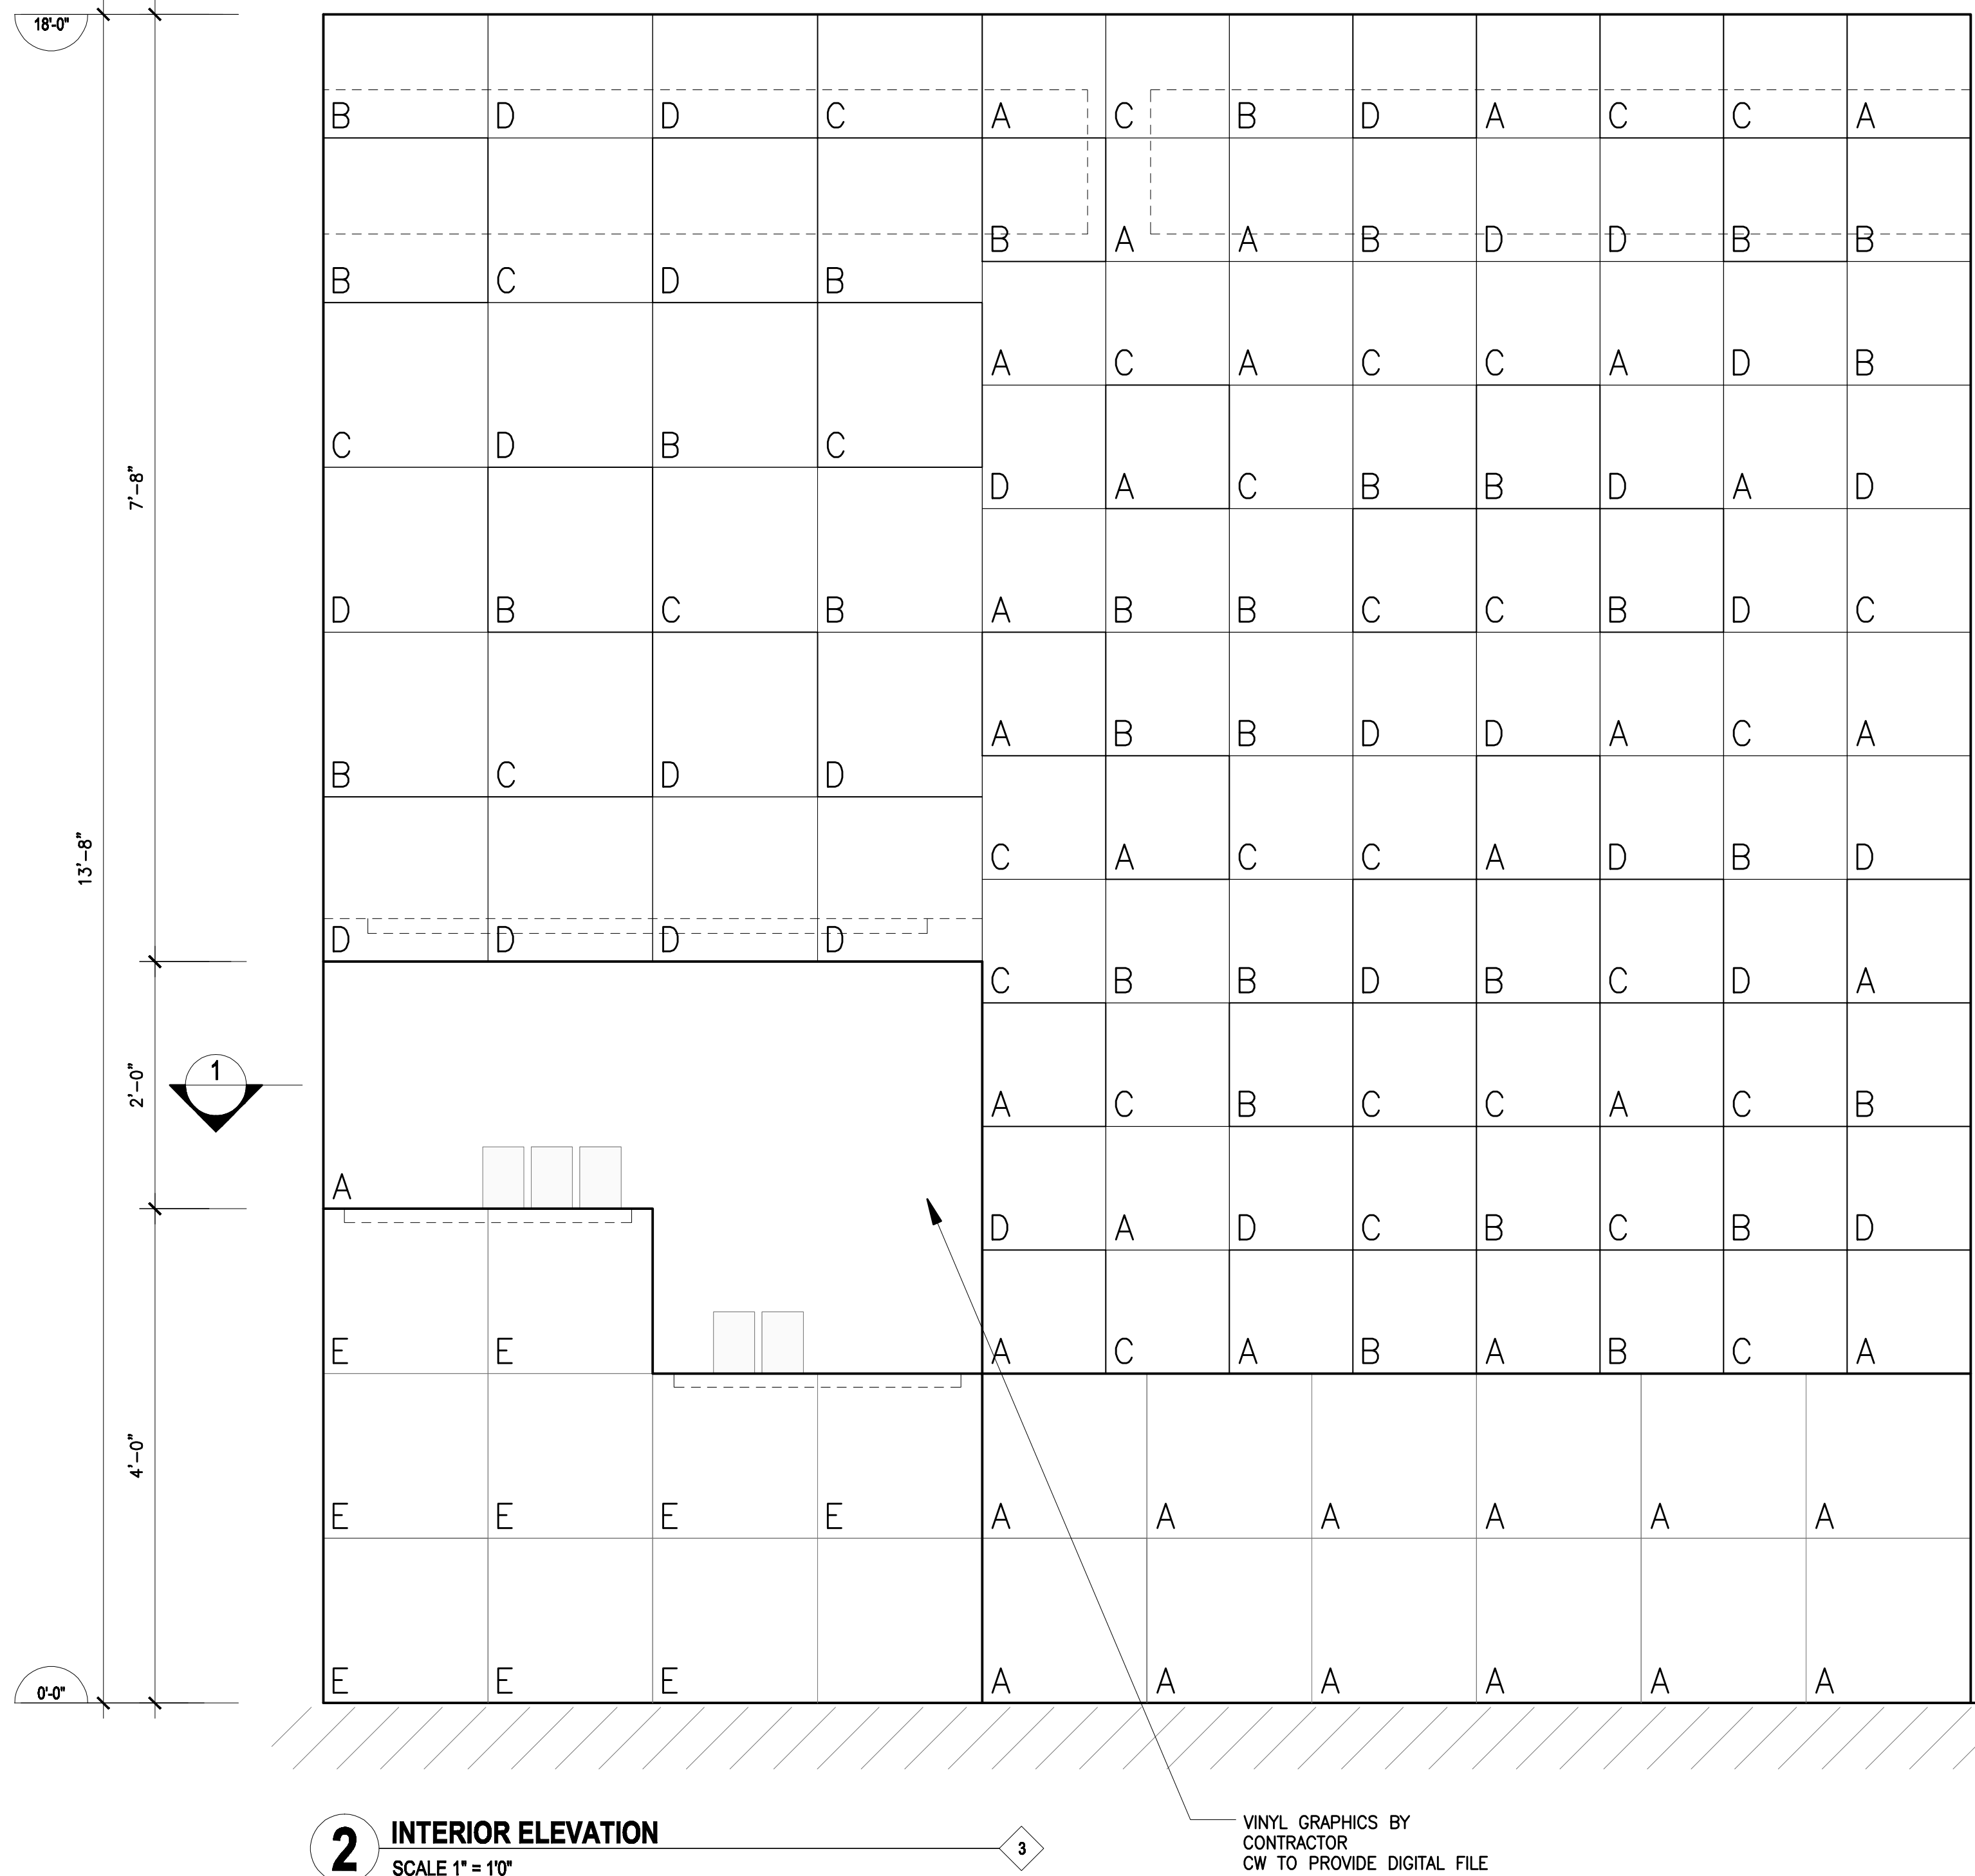 18'-0"
B D D C A C B D A C C A
B A A B D D B B
B C D B
A C A C C A D B
C D B C
7'-8"
D A C B B D A D
D B C B A B B C C B D C
A B B D D A C A
B C D D
13'-8"
C A C C A D B D
D D D D
C B B D B C D A
1
2'-0"
A C B C C A C B
A
D A D C B C B D
E E A C A B A B C A
4'-0"
E E E E A A A A A A
E E E A A A A A A
0'-0"
2 INTERIOR ELEVATION
SCALE 1" = 1'0"
3
VINYL GRAPHICS BY
CONTRACTOR
CW TO PROVIDE DIGITAL FILE